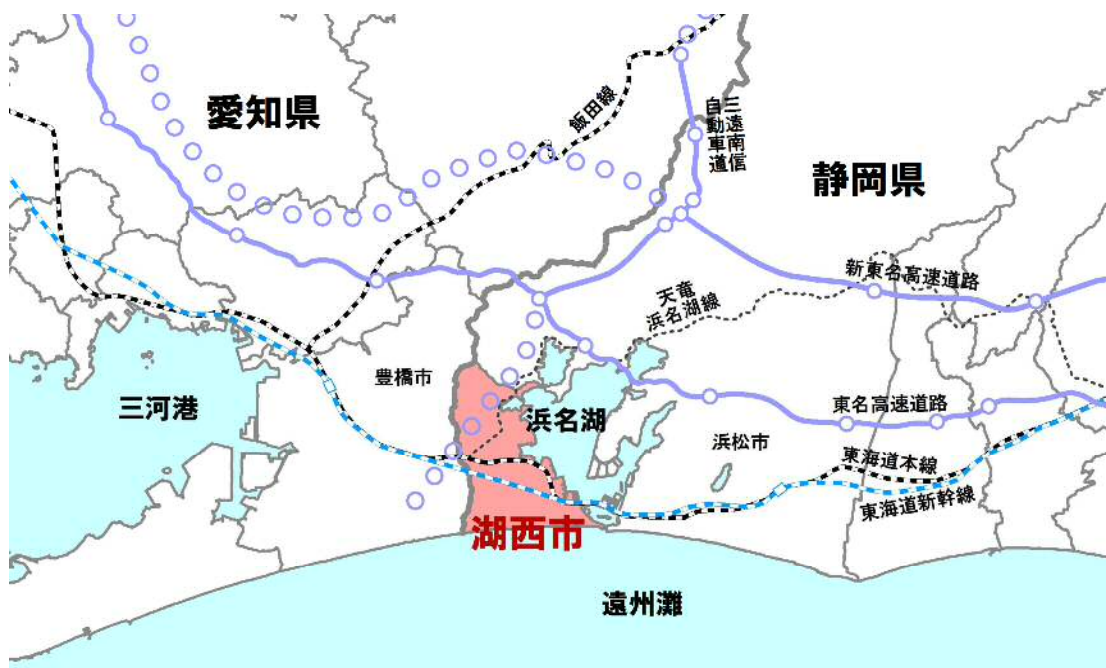 愛知県
飯田線
三遠南信
自動車道
静岡県
新東名高速道路
天竜
浜名湖線
豊橋市
三河港
浜名湖
東名高速道路
浜松市
東海道本線
東海道新幹線
湖西市
遠州灘